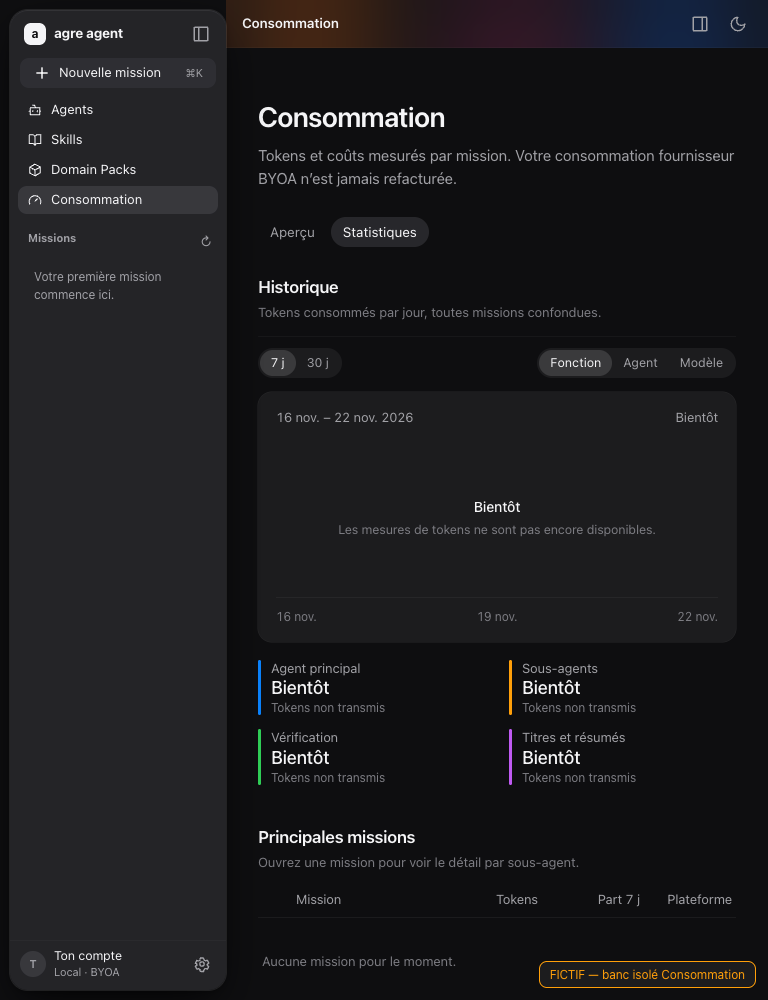 a agre agent
Nouvelle mission ⌘K
Agents
Skills
Domain Packs
Consommation
Missions
Votre première mission
commence ici.
T
Ton compte
Local · BYOA
Consommation
Consommation
Tokens et coûts mesurés par mission. Votre consommation fournisseur
BYOA n’est jamais refacturée.
Aperçu Statistiques
Historique
Tokens consommés par jour, toutes missions confondues.
7 j 30 j Fonction Agent Modèle
16 nov. – 22 nov. 2026 Bientôt
Bientôt
Les mesures de tokens ne sont pas encore disponibles.
16 nov. 19 nov. 22 nov.
Agent principal
Bientôt
Tokens non transmis
Sous-agents
Bientôt
Tokens non transmis
Vérification
Bientôt
Tokens non transmis
Titres et résumés
Bientôt
Tokens non transmis
Principales missions
Ouvrez une mission pour voir le détail par sous-agent.
Mission Tokens Part 7 j Plateforme
Aucune mission pour le moment.
FICTIF — banc isolé Consommation